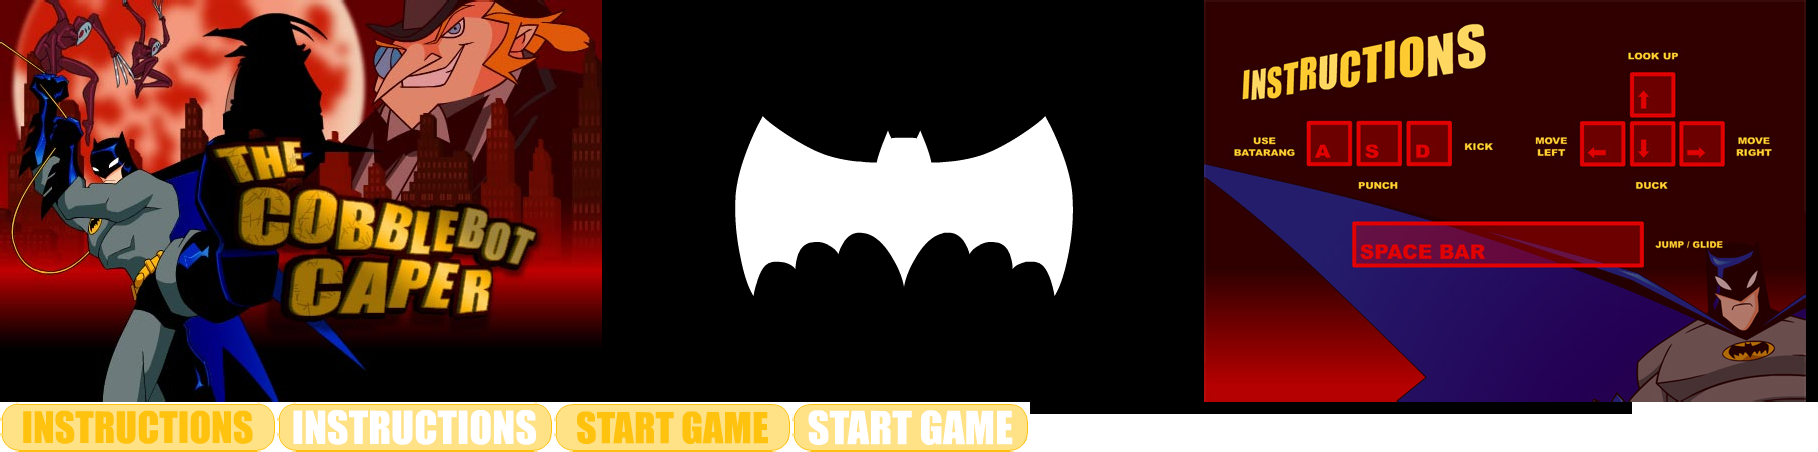 THE
COBBLEBOT
CAPER
INSTRUCTIONS
LOOK UP
↑
USE
BATARANG
A
S
D
KICK
MOVE
LEFT
←
↓
→
MOVE
RIGHT
PUNCH
DUCK
SPACE BAR
JUMP / GLIDE
INSTRUCTIONS
INSTRUCTIONS
START GAME
START GAME